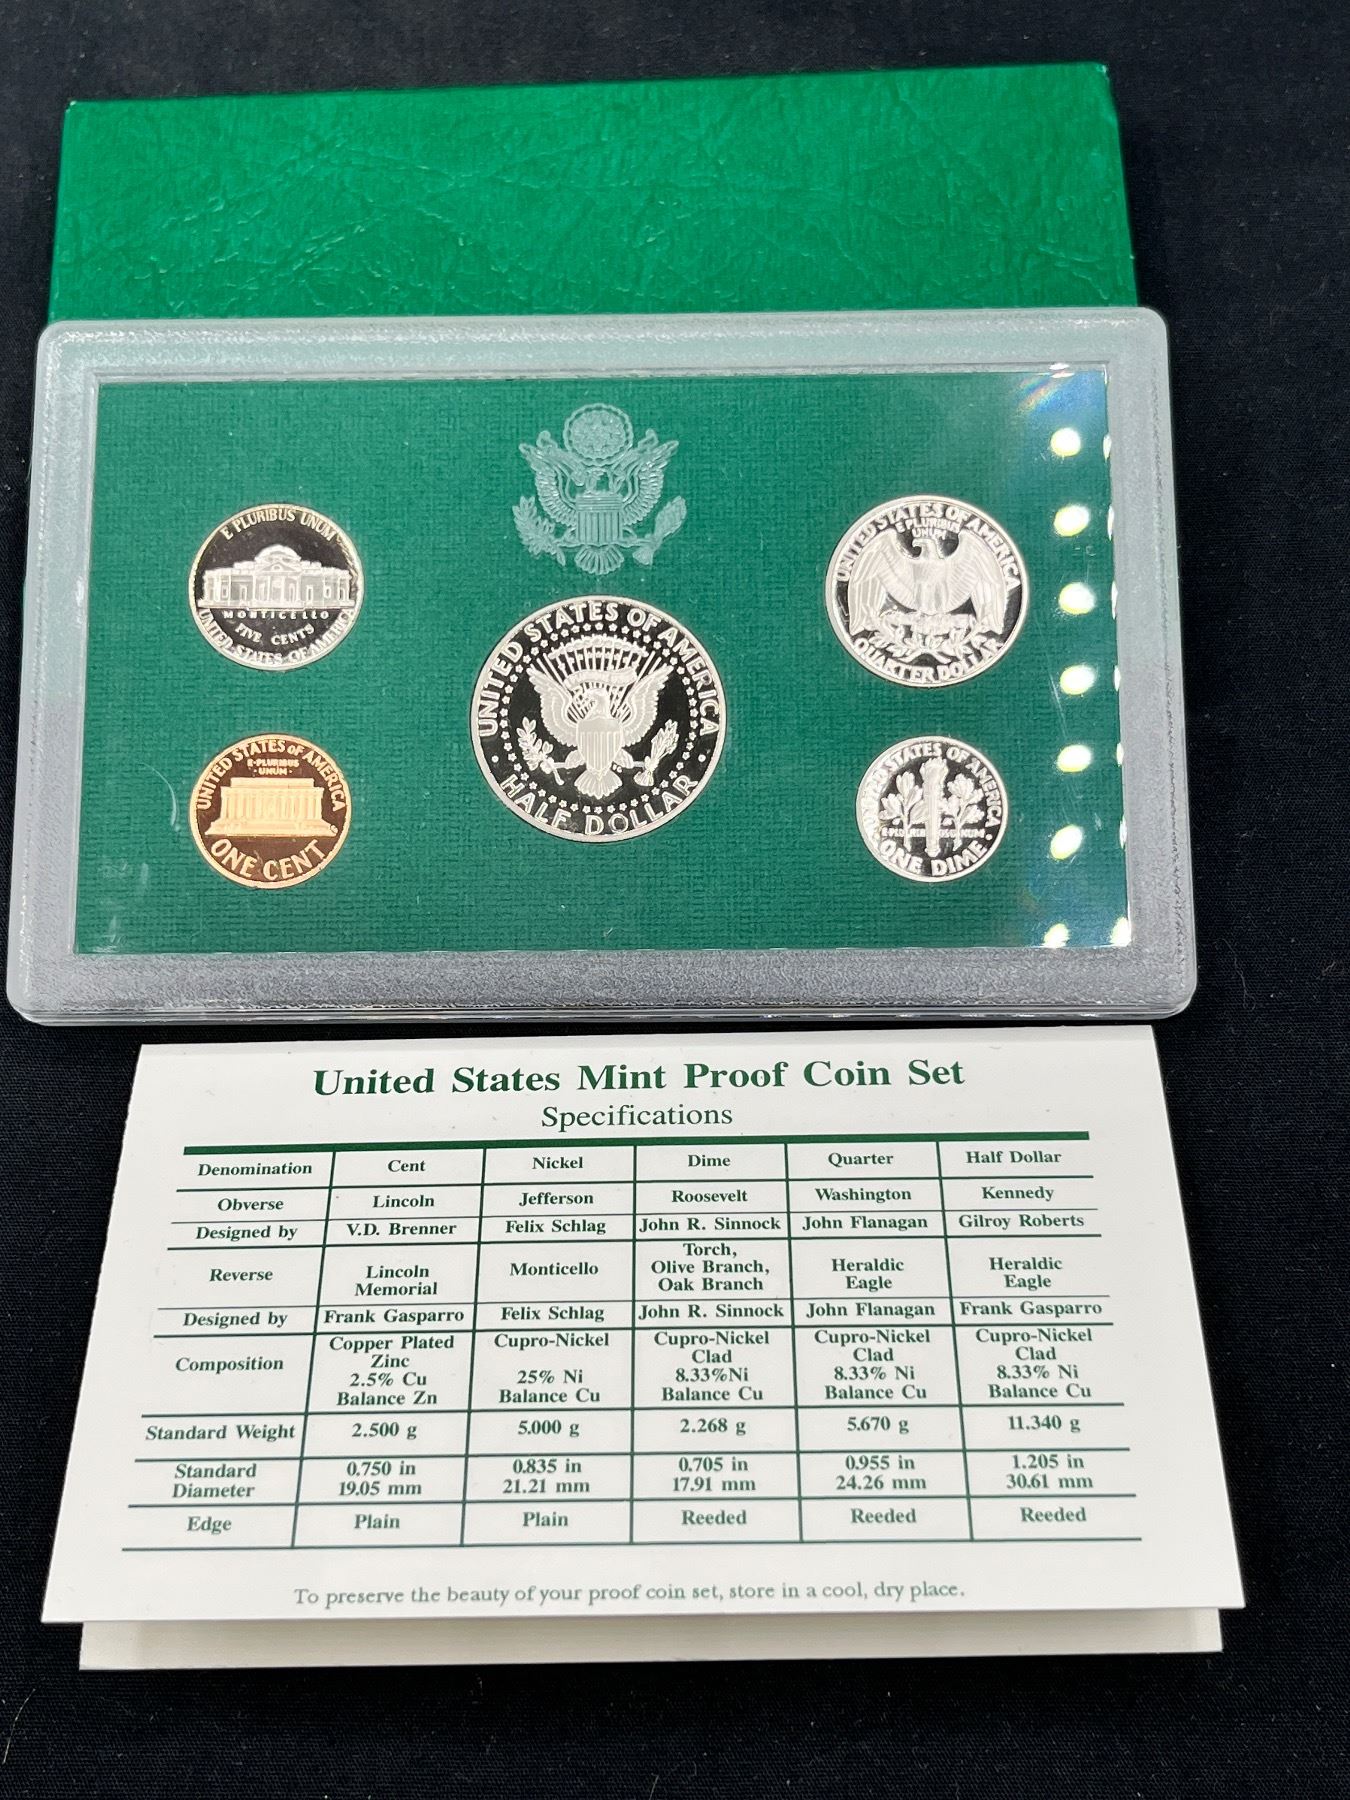 E PLURIBUS UNUM
MONTICELLO
FIVE CENTS
UNITED STATES OF AMERICA
UNITED STATES OF AMERICA
E·PLURIBUS
·UNUM·
ONE CENT
UNITED STATES OF AMERICA
HALF DOLLAR
UNITED STATES OF AMERICA
E PLURIBUS
UNUM
QUARTER DOLLAR
UNITED STATES OF AMERICA
ONE DIME
United States Mint Proof Coin Set
Specifications
Denomination Cent Nickel Dime Quarter Half Dollar
Obverse Lincoln Jefferson Roosevelt Washington Kennedy
Designed by V.D. Brenner Felix Schlag John R. Sinnock John Flanagan Gilroy Roberts
Reverse Lincoln Memorial Monticello Torch, Olive Branch, Oak Branch Heraldic Eagle Heraldic Eagle
Designed by Frank Gasparro Felix Schlag John R. Sinnock John Flanagan Frank Gasparro
Composition Copper Plated Zinc 2.5% Cu Balance Zn Cupro-Nickel 25% Ni Balance Cu Cupro-Nickel Clad 8.33%Ni Balance Cu Cupro-Nickel Clad 8.33% Ni Balance Cu Cupro-Nickel Clad 8.33% Ni Balance Cu
Standard Weight 2.500 g 5.000 g 2.268 g 5.670 g 11.340 g
Standard Diameter 0.750 in 19.05 mm 0.835 in 21.21 mm 0.705 in 17.91 mm 0.955 in 24.26 mm 1.205 in 30.61 mm
Edge Plain Plain Reeded Reeded Reeded
To preserve the beauty of your proof coin set, store in a cool, dry place.